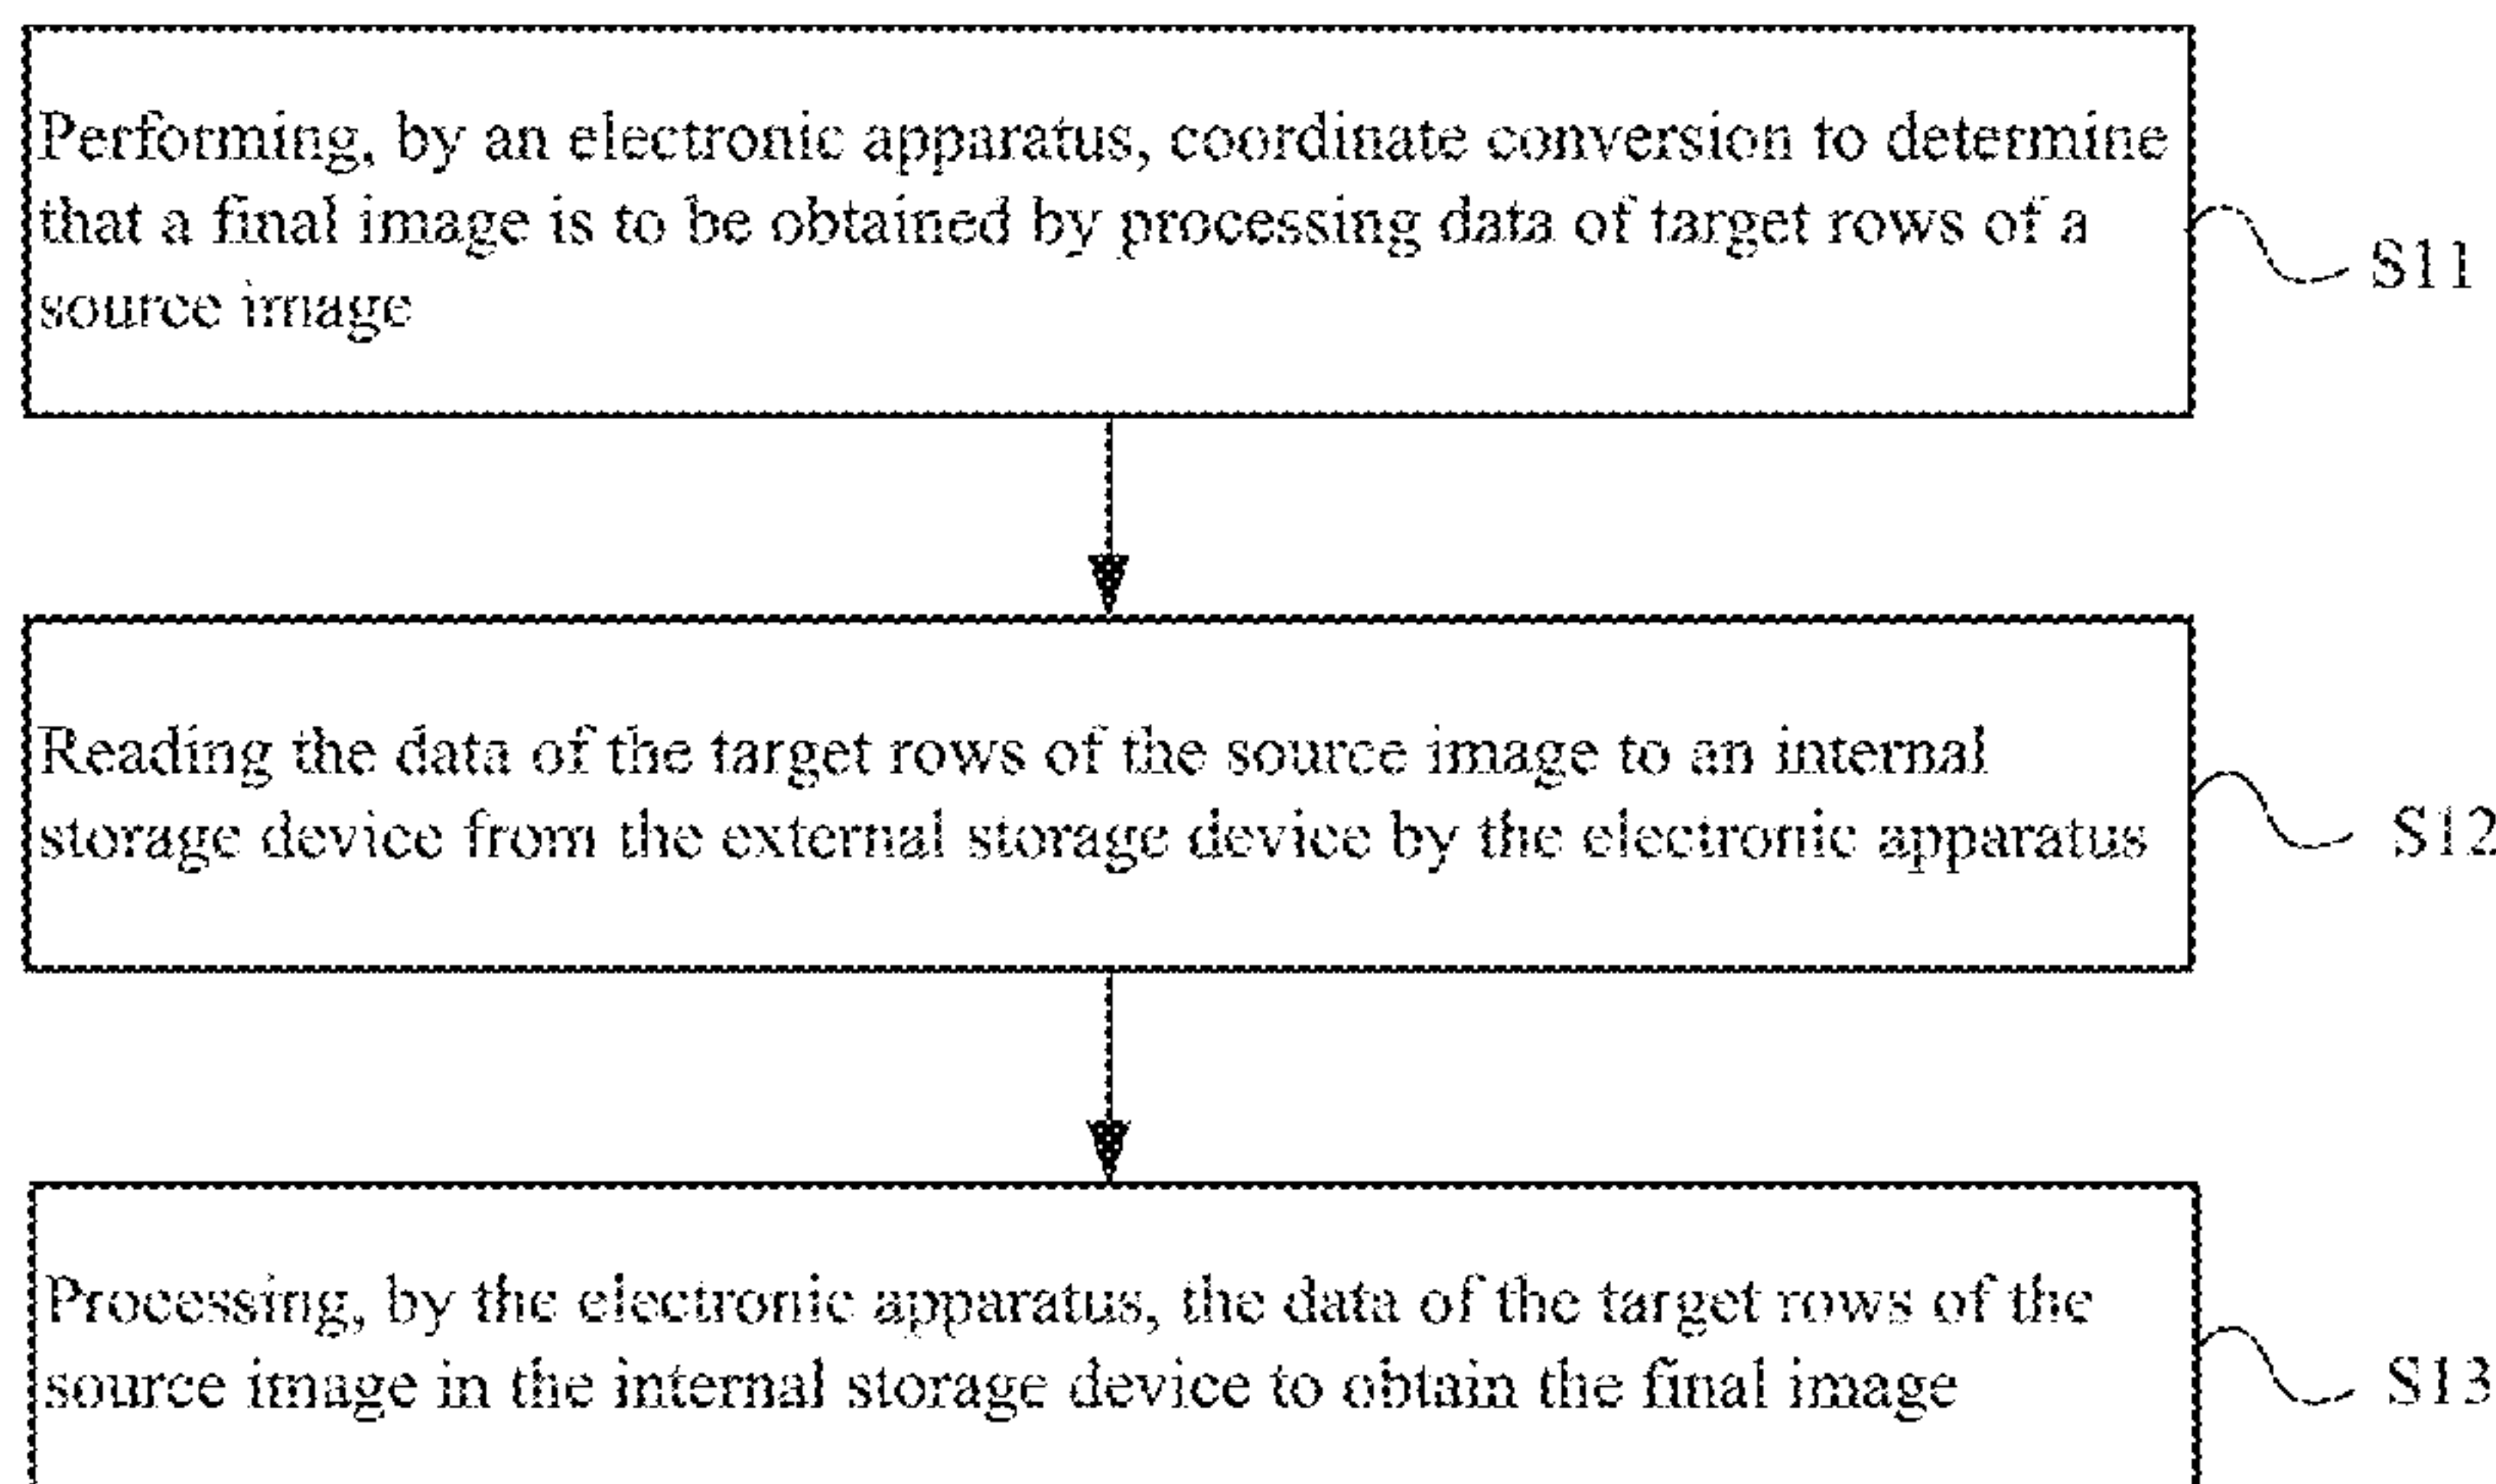 Performing, by an electronic apparatus, coordinate conversion to determine
that a final image is to be obtained by processing data of target rows of a
source image
S11
Reading the data of the target rows of the source image to an internal
storage device from the external storage device by the electronic apparatus
S12
Processing, by the electronic apparatus, the data of the target rows of the
source image in the internal storage device to obtain the final image
S13